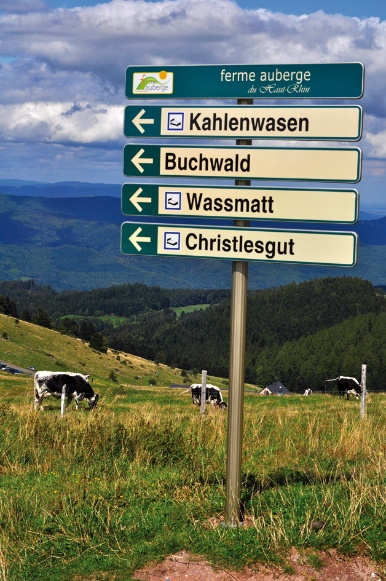 auberge
ferme auberge
du Haut-Rhin
Kahlenwasen
Buchwald
Wassmatt
Christlesgut